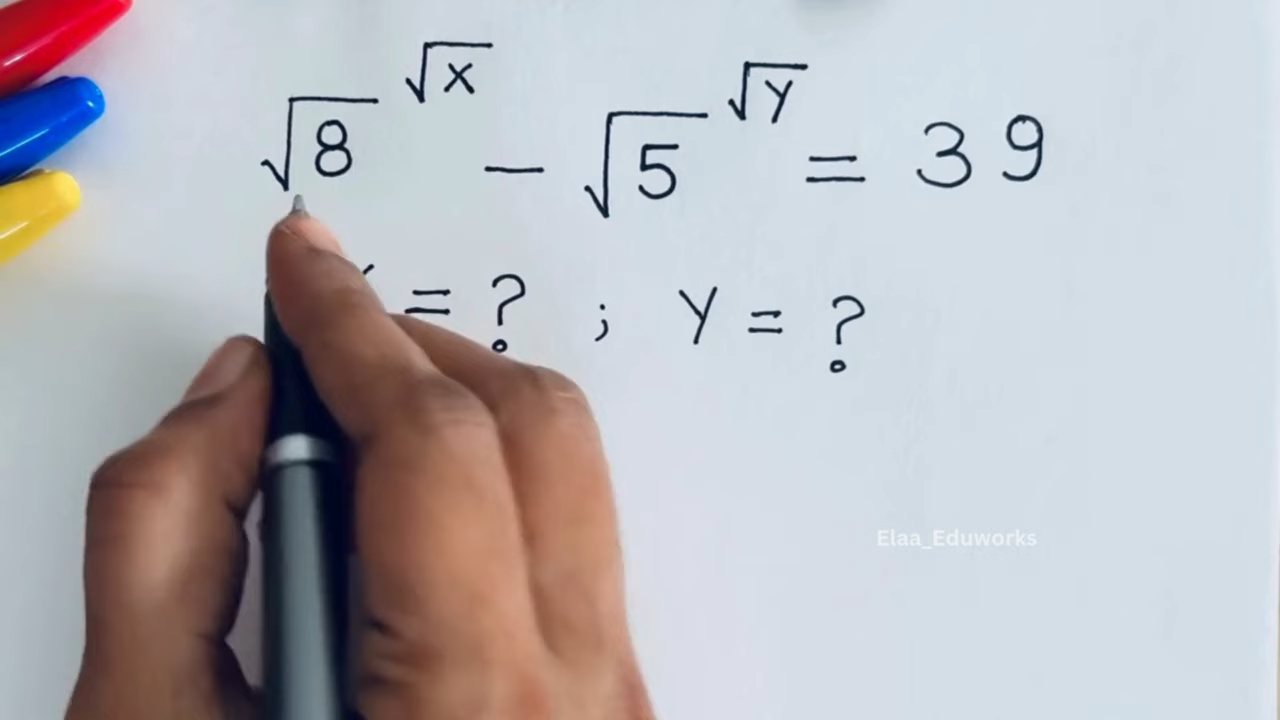 √8^√x − √5^√y = 39
= ? ; Y = ?
Elaa_Eduworks